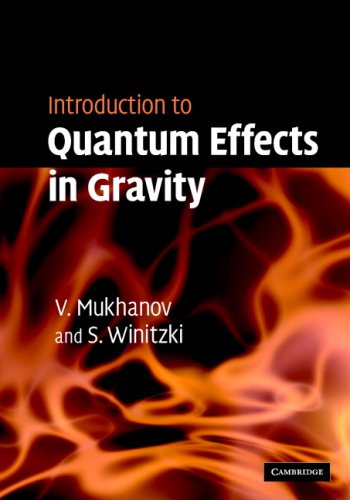 Introduction to
Quantum Effects
in Gravity
V. Mukhanov
and S. Winitzki
CAMBRIDGE